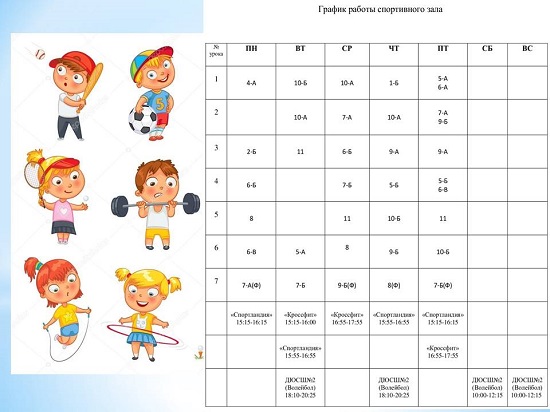 График работы спортивного зала
№ урока ПН ВТ СР ЧТ ПТ СБ ВС
1 4-А 10-Б 10-А 1-Б 5-А 6-А
2 10-А 7-А 10-А 7-А 9-Б
3 2-Б 11 6-Б 9-А 9-А
4 6-Б 7-Б 5-Б 5-Б 6-В
5 8 11 10-Б 11
6 6-В 5-А 8 9-Б 10-Б
7 7-А(Ф) 7-Б 9-Б(Ф) 8(Ф) 7-Б(Ф)
«Спортландия» 15:15-16:15 «Кроссфит» 15:15-16:00 «Кроссфит» 16:55-17:55 «Спортландия» 15:55-16:55 «Спортландия» 15:15-16:15
«Спортландия» 15:55-16:55 «Кроссфит» 16:55-17:55
ДЮСШ№2 (Волейбол) 18:10-20:25 ДЮСШ№2 (Волейбол) 18:10-20:25 ДЮСШ№2 (Волейбол) 10:00-12:15 ДЮСШ№2 (Волейбол) 10:00-12:15
5